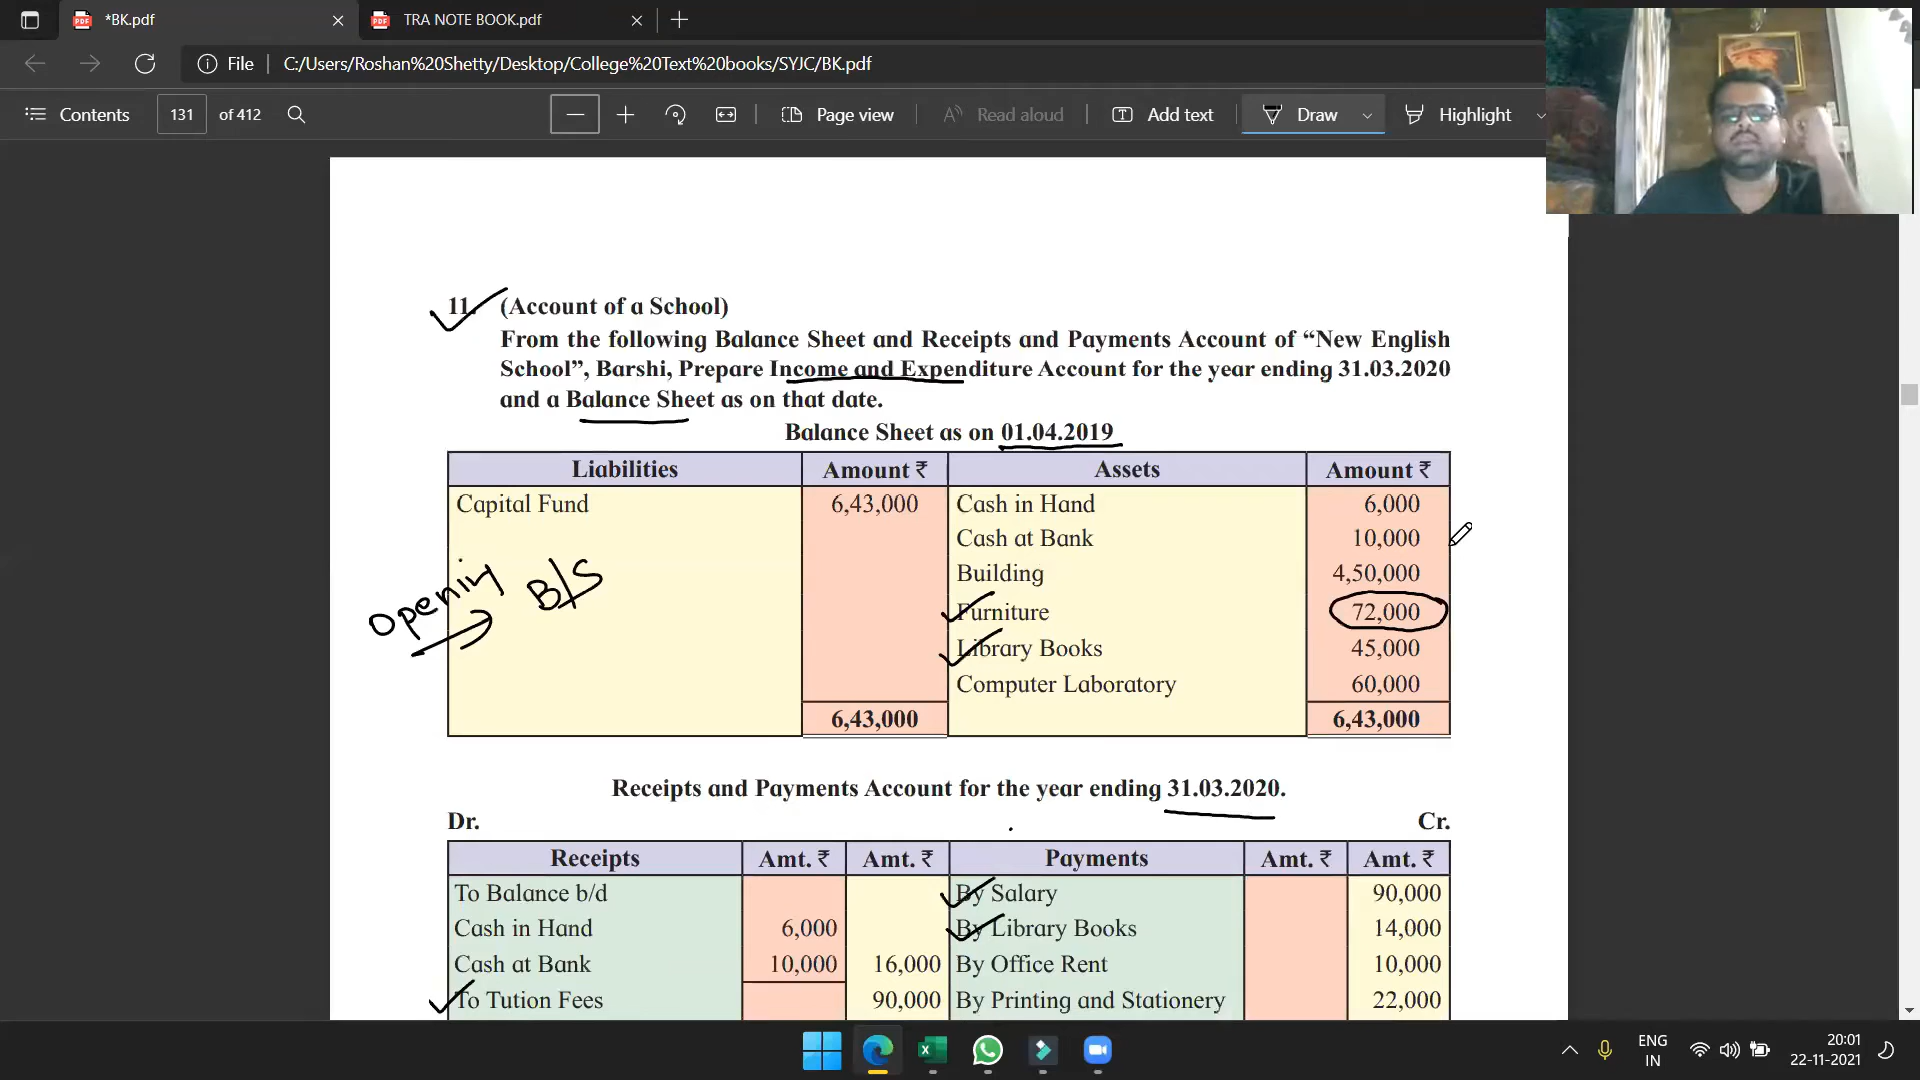 *BK.pdf
TRA NOTE BOOK.pdf
File C:/Users/Roshan%20Shetty/Desktop/College%20Text%20books/SYJC/BK.pdf
Contents 131 of 412 Page view Read aloud Add text Draw Highlight
11. (Account of a School)
From the following Balance Sheet and Receipts and Payments Account of “New English
School”, Barshi, Prepare Income and Expenditure Account for the year ending 31.03.2020
and a Balance Sheet as on that date.
Balance Sheet as on 01.04.2019
Liabilities Amount ₹ Assets Amount ₹
Capital Fund 6,43,000 Cash in Hand 6,000
Cash at Bank 10,000
Building 4,50,000
Opening B/S
Furniture 72,000
Library Books 45,000
Computer Laboratory 60,000
6,43,000 6,43,000
Receipts and Payments Account for the year ending 31.03.2020.
Dr. Cr.
Receipts Amt. ₹ Amt. ₹ Payments Amt. ₹ Amt. ₹
To Balance b/d By Salary 90,000
Cash in Hand 6,000 By Library Books 14,000
Cash at Bank 10,000 16,000 By Office Rent 10,000
To Tution Fees 90,000 By Printing and Stationery 22,000
ENG
IN
20:01
22-11-2021